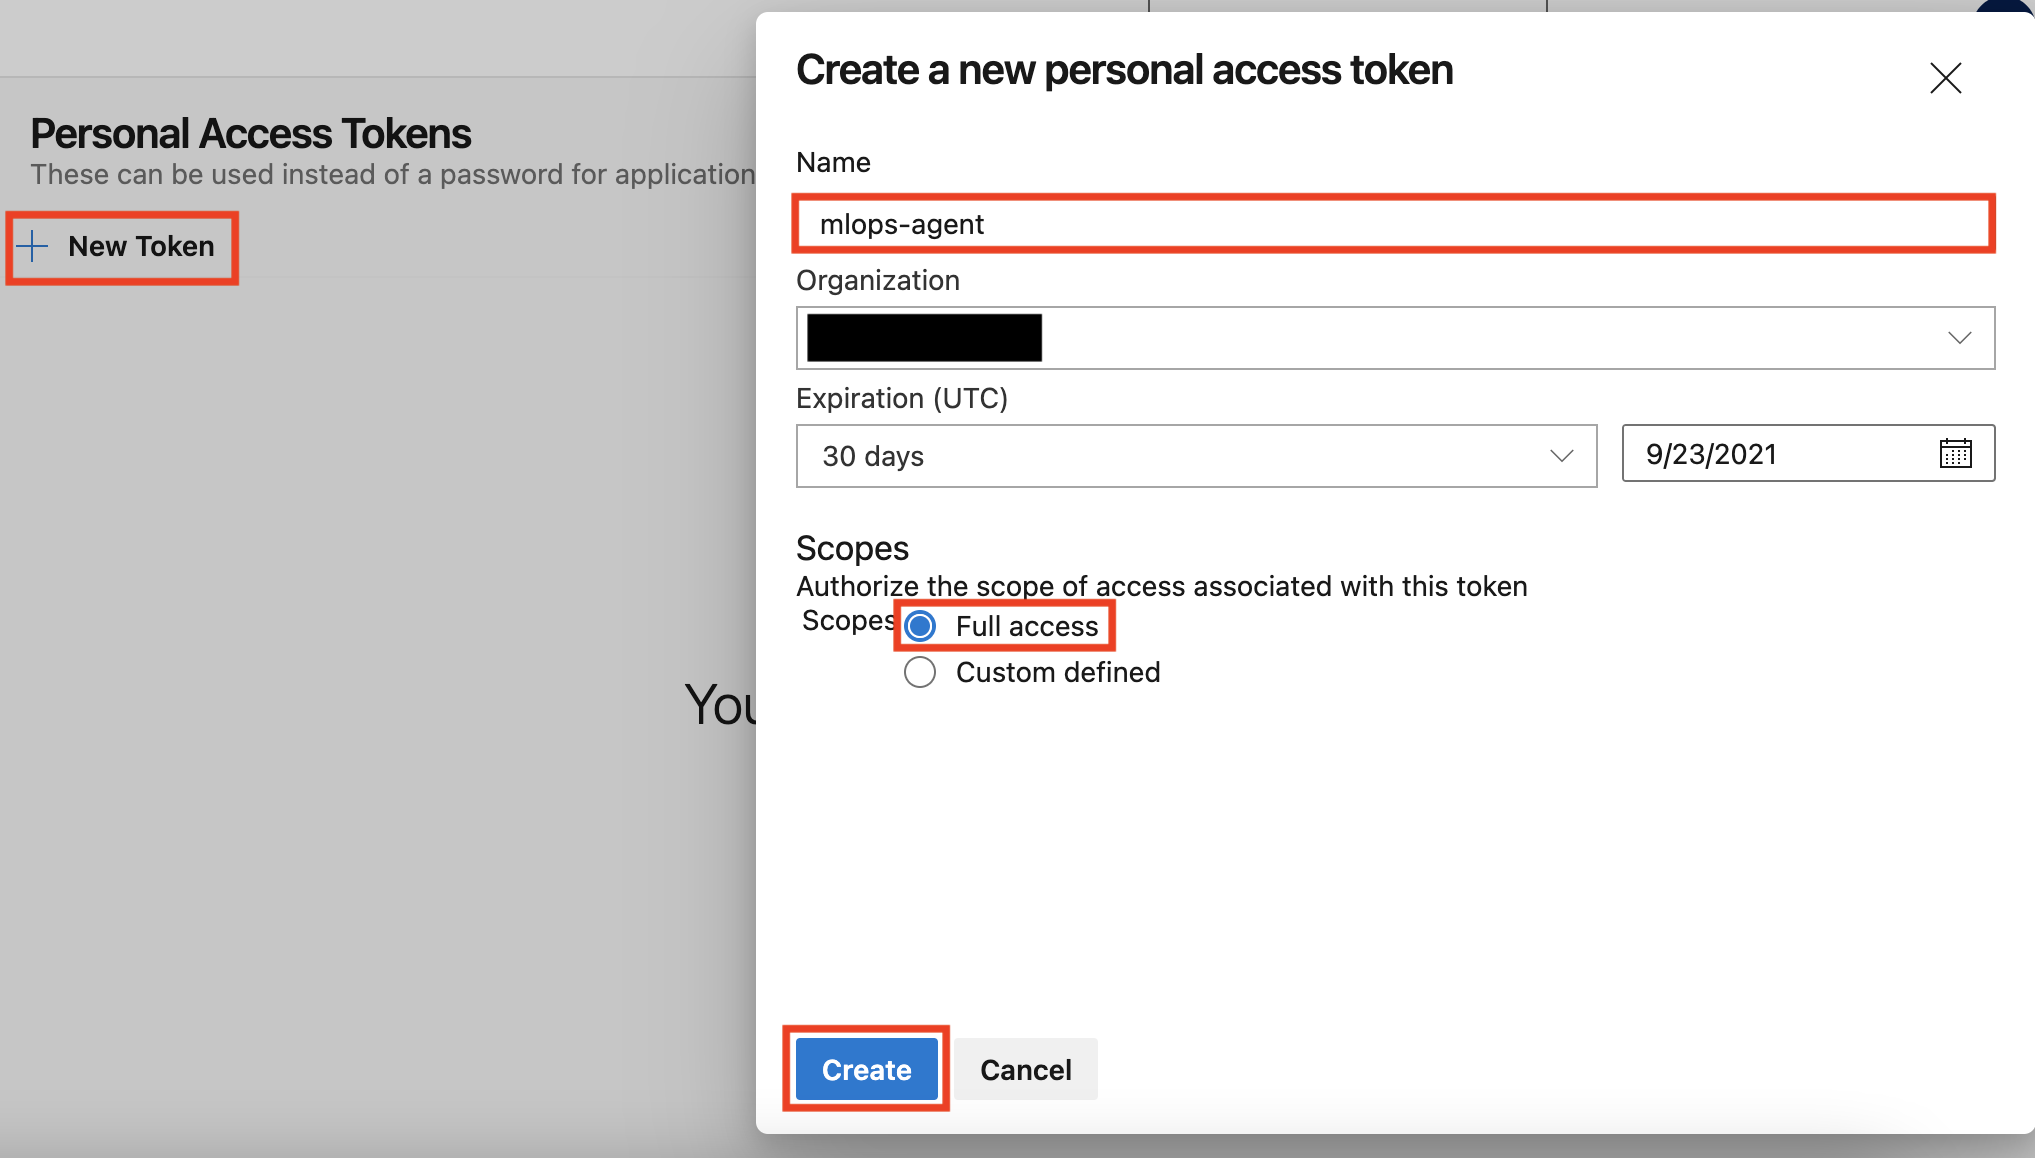 Personal Access Tokens
These can be used instead of a password for application
New Token
You
Create a new personal access token
Name
mlops-agent
Organization
Expiration (UTC)
30 days
9/23/2021
Scopes
Authorize the scope of access associated with this token
Scopes
Full access
Custom defined
Create
Cancel